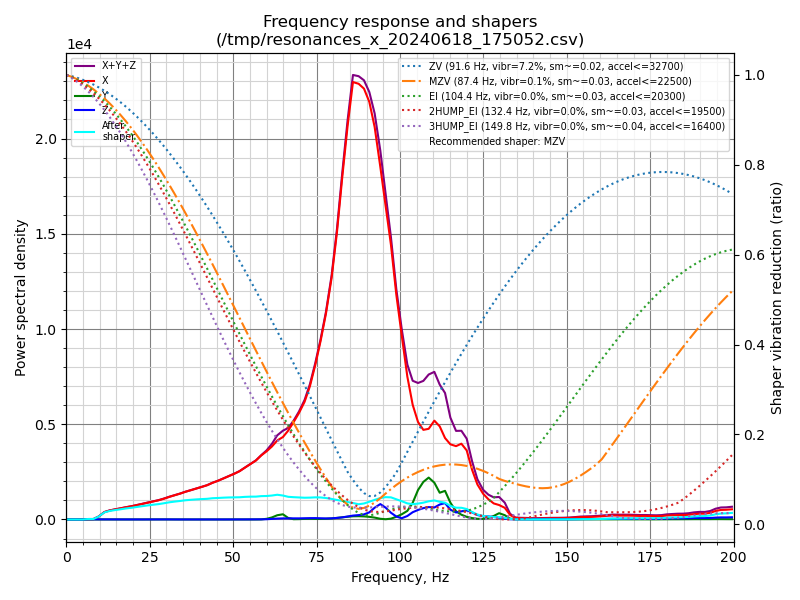 Frequency response and shapers
(/tmp/resonances_x_20240618_175052.csv)
1e4
X+Y+Z
X
Y
Z
After
shaper
ZV (91.6 Hz, vibr=7.2%, sm~=0.02, accel<=32700)
MZV (87.4 Hz, vibr=0.1%, sm~=0.03, accel<=22500)
EI (104.4 Hz, vibr=0.0%, sm~=0.03, accel<=20300)
2HUMP_EI (132.4 Hz, vibr=0.0%, sm~=0.03, accel<=19500)
3HUMP_EI (149.8 Hz, vibr=0.0%, sm~=0.04, accel<=16400)
Recommended shaper: MZV
Power spectral density
2.0
1.5
1.0
0.5
0.0
1.0
0.8
0.6
0.4
0.2
0.0
Shaper vibration reduction (ratio)
0
25
50
75
100
125
150
175
200
Frequency, Hz